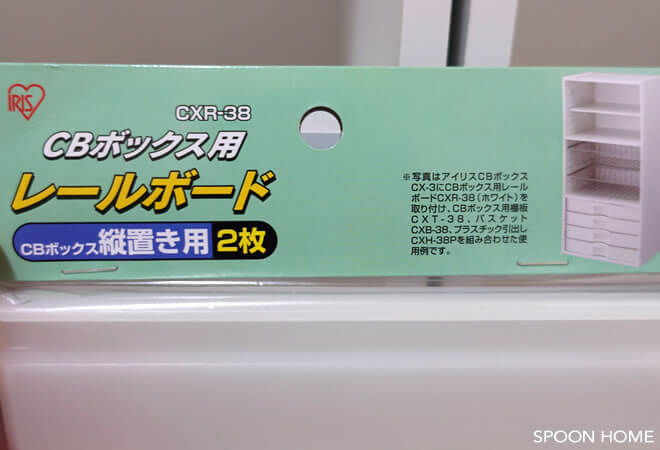 IRIS
CXR-38
CBボックス用
レールボード
CBボックス縦置き用 2枚
※写真はアイリスCBボックス
CX-3にCBボックス用レール
ボードCXR-38(ホワイト)を
取り付け、CBボックス用棚板
CXT-38、バスケット
CXB-38、プラスチック引出し
CXH-38Pを組み合わせた使
用例です。
SPOON HOME